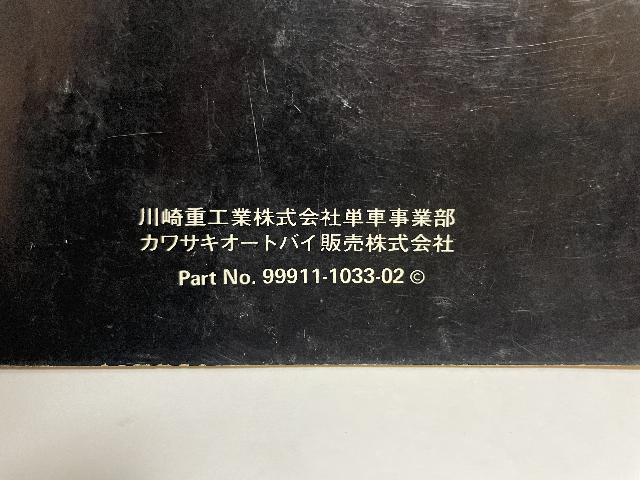 川崎重工業株式会社単車事業部
カワサキオートバイ販売株式会社
Part No. 99911-1033-02 ©